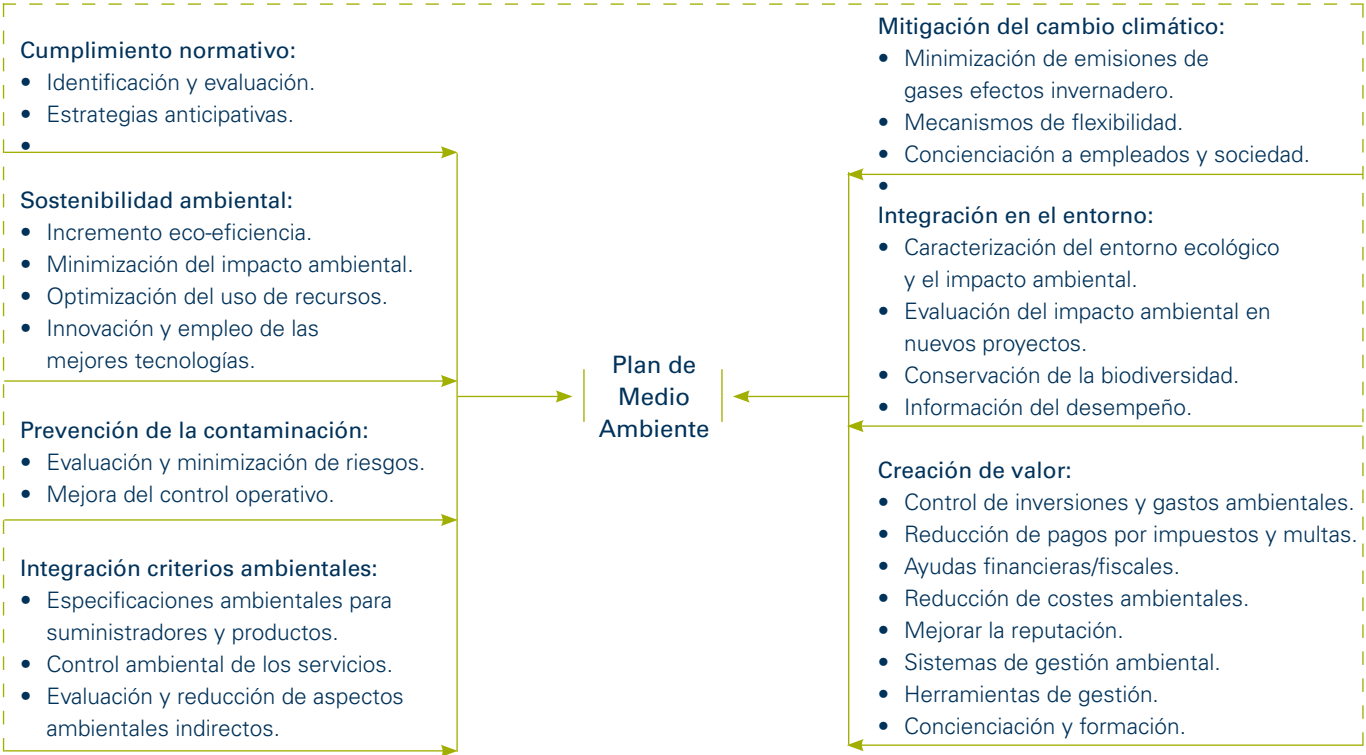 Cumplimiento normativo:
• Identificación y evaluación.
• Estrategias anticipativas.
•
Sostenibilidad ambiental:
• Incremento eco-eficiencia.
• Minimización del impacto ambiental.
• Optimización del uso de recursos.
• Innovación y empleo de las
mejores tecnologías.
Prevención de la contaminación:
• Evaluación y minimización de riesgos.
• Mejora del control operativo.
Integración criterios ambientales:
• Especificaciones ambientales para
suministradores y productos.
• Control ambiental de los servicios.
• Evaluación y reducción de aspectos
ambientales indirectos.
Plan de
Medio
Ambiente
Mitigación del cambio climático:
• Minimización de emisiones de
gases efectos invernadero.
• Mecanismos de flexibilidad.
• Concienciación a empleados y sociedad.
•
Integración en el entorno:
• Caracterización del entorno ecológico
y el impacto ambiental.
• Evaluación del impacto ambiental en
nuevos proyectos.
• Conservación de la biodiversidad.
• Información del desempeño.
Creación de valor:
• Control de inversiones y gastos ambientales.
• Reducción de pagos por impuestos y multas.
• Ayudas financieras/fiscales.
• Reducción de costes ambientales.
• Mejorar la reputación.
• Sistemas de gestión ambiental.
• Herramientas de gestión.
• Concienciación y formación.